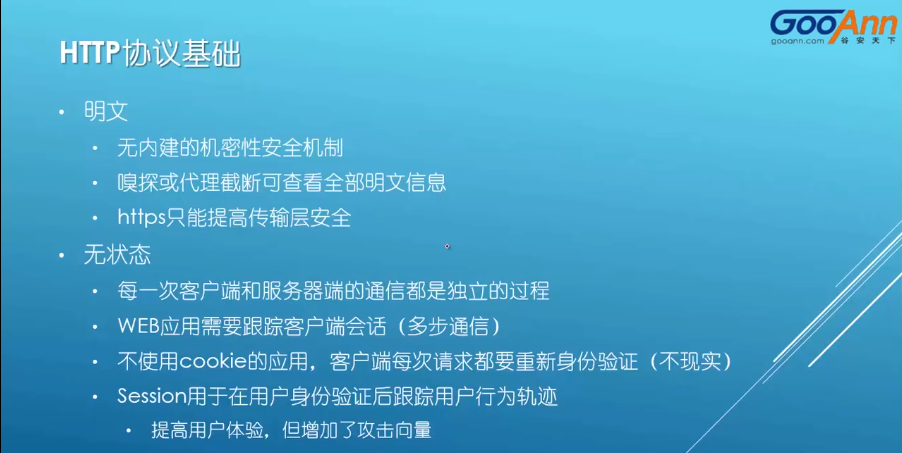 GooAnn
gooann.com 谷安天下
HTTP协议基础
• 明文
• 无内建的机密性安全机制
• 嗅探或代理截断可查看全部明文信息
• https只能提高传输层安全
• 无状态
• 每一次客户端和服务器端的通信都是独立的过程
• WEB应用需要跟踪客户端会话（多步通信）
• 不使用cookie的应用，客户端每次请求都要重新身份验证（不现实）
• Session用于在用户身份验证后跟踪用户行为轨迹
• 提高用户体验，但增加了攻击向量